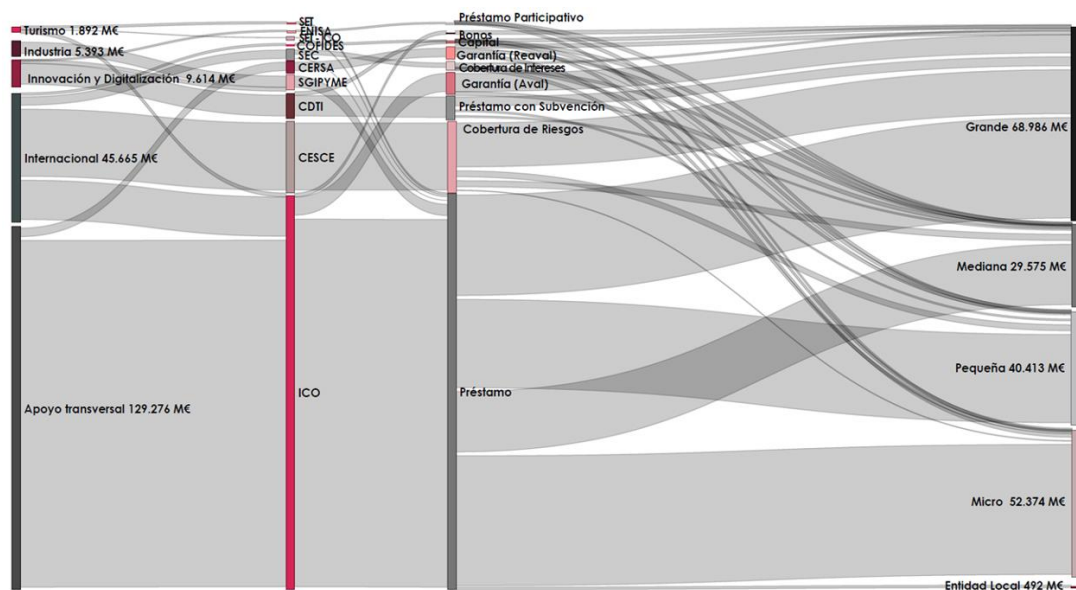 Turismo 1.892 M€
Industria 5.393 M€
Innovación y Digitalización 9.614 M€
Internacional 45.665 M€
Apoyo transversal 129.276 M€
SET
ENISA
SET - ICO
COFIDES
SEC
CERSA
SGIPYME
CDTI
CESCE
ICO
Préstamo Participativo
Bonos
Capital
Garantía (Reaval)
Cobertura de Intereses
Garantía (Aval)
Préstamo con Subvención
Cobertura de Riesgos
Préstamo
Grande 68.986 M€
Mediana 29.575 M€
Pequeña 40.413 M€
Micro 52.374 M€
Entidad Local 492 M€